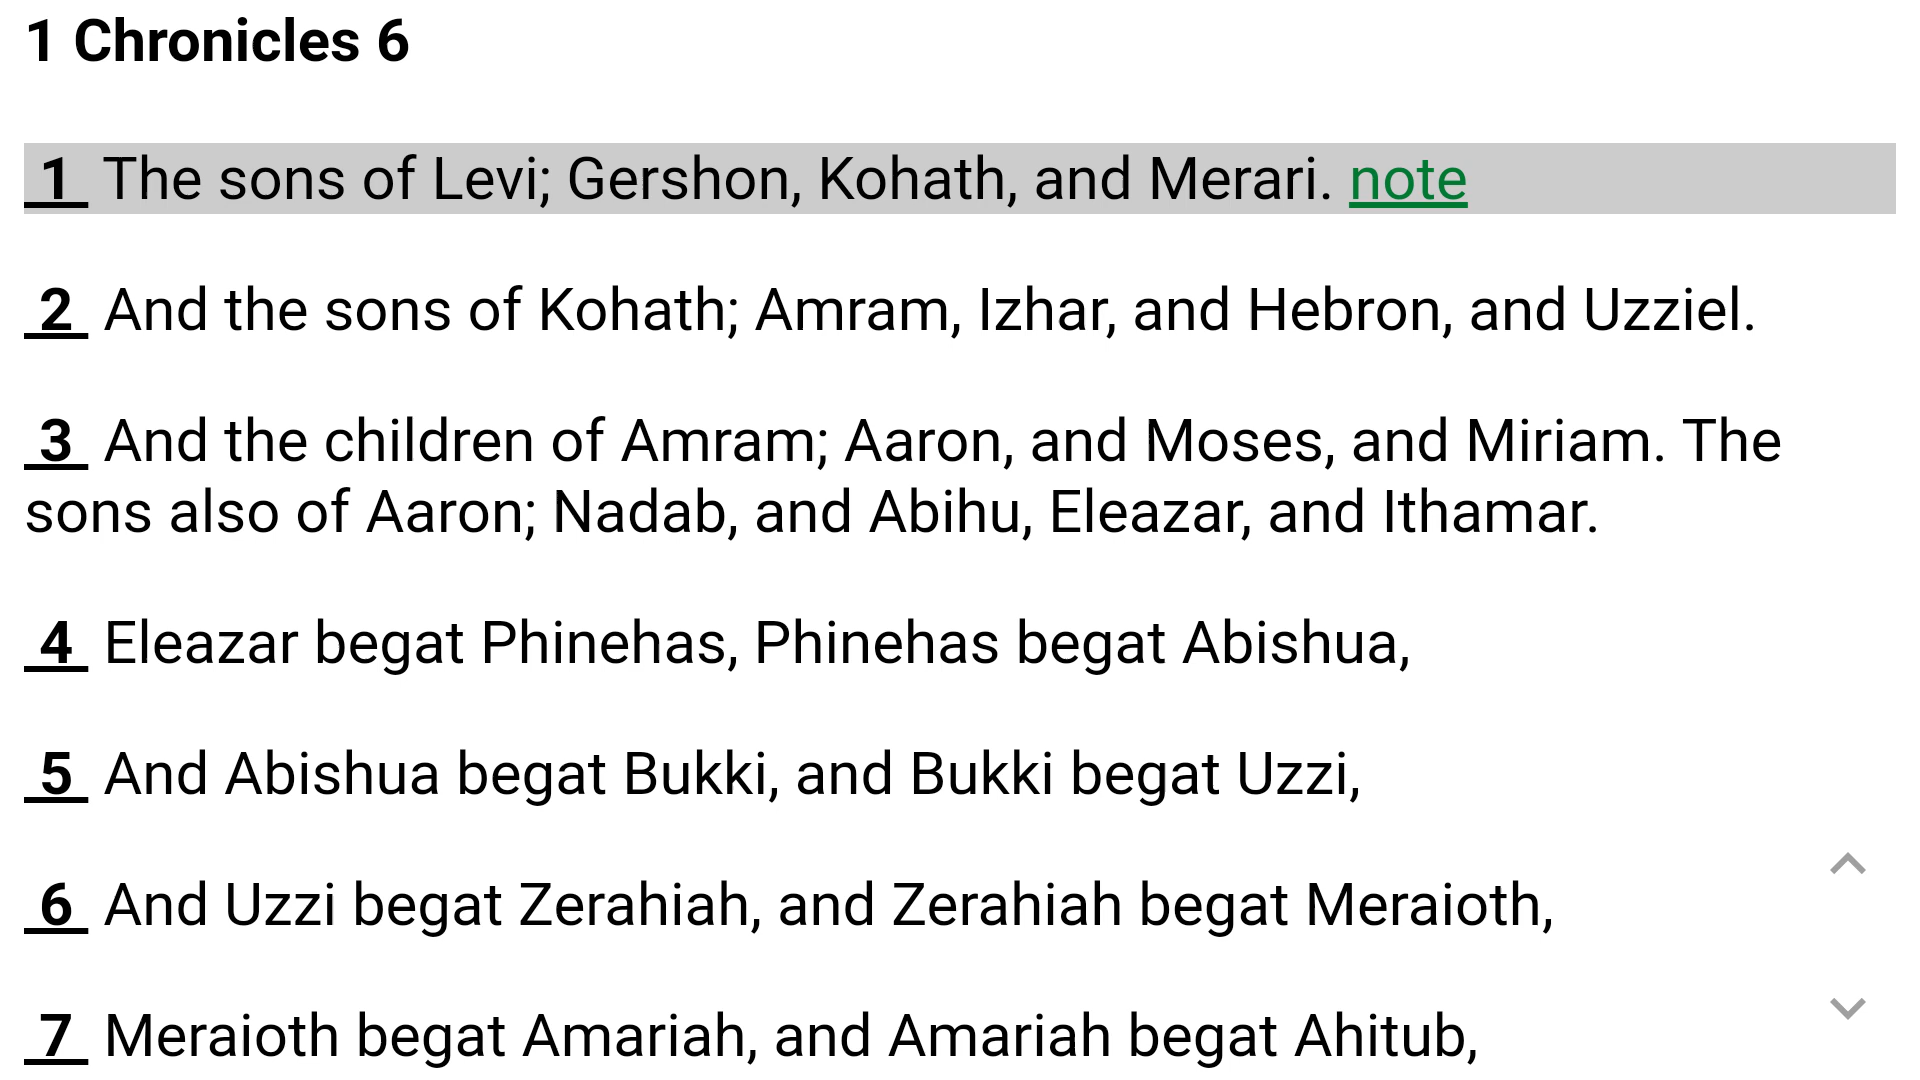 1 Chronicles 6
1 The sons of Levi; Gershon, Kohath, and Merari. note
2 And the sons of Kohath; Amram, Izhar, and Hebron, and Uzziel.
3 And the children of Amram; Aaron, and Moses, and Miriam. The
sons also of Aaron; Nadab, and Abihu, Eleazar, and Ithamar.
4 Eleazar begat Phinehas, Phinehas begat Abishua,
5 And Abishua begat Bukki, and Bukki begat Uzzi,
6 And Uzzi begat Zerahiah, and Zerahiah begat Meraioth,
7 Meraioth begat Amariah, and Amariah begat Ahitub,